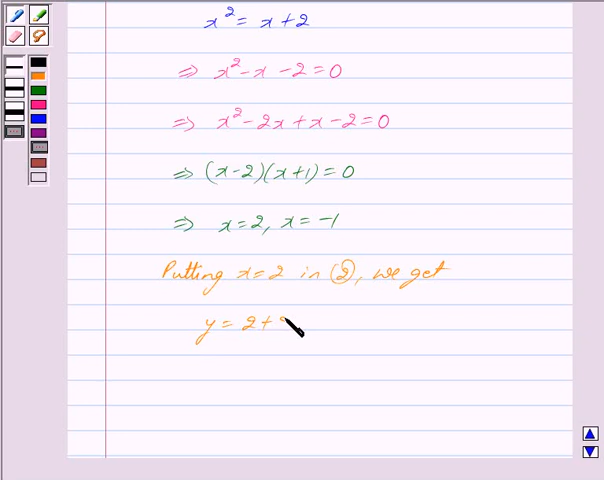 x² = x + 2
⇒ x² - x - 2 = 0
⇒ x² - 2x + x - 2 = 0
⇒ (x - 2)(x + 1) = 0
⇒ x = 2, x = -1
Putting x = 2 in ②, we get
y = 2 +